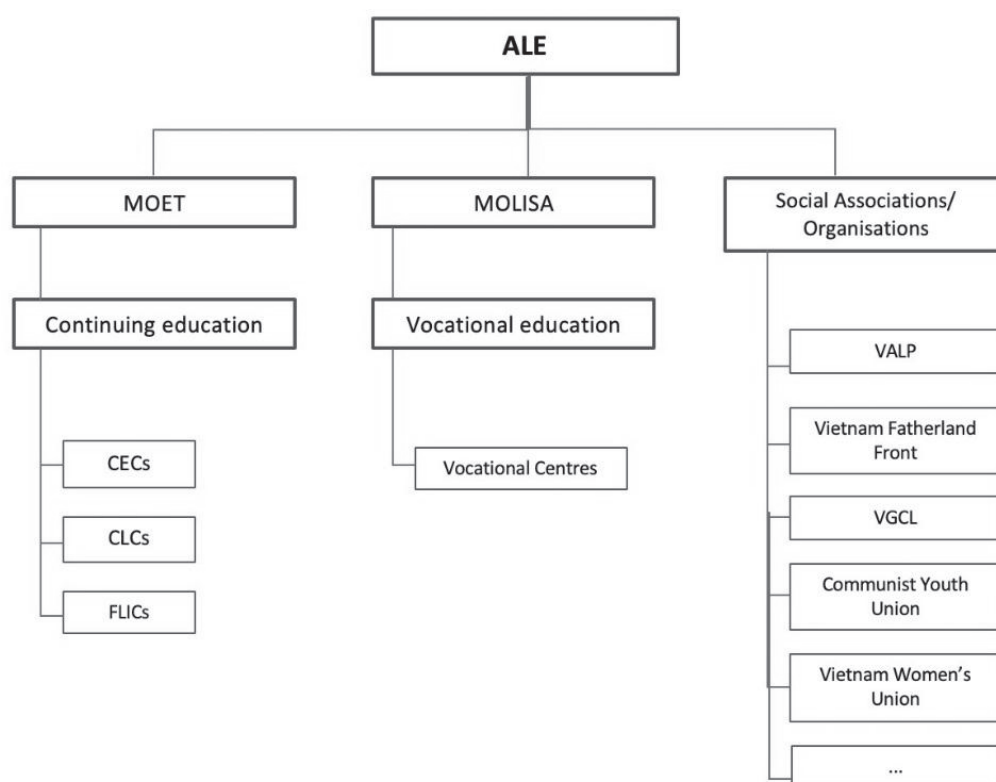 ALE
MOET
MOLISA
Social Associations/
Organisations
Continuing education
Vocational education
VALP
Vietnam Fatherland
Front
CECs
Vocational Centres
VGCL
CLCs
Communist Youth
Union
FLICs
Vietnam Women’s
Union
...